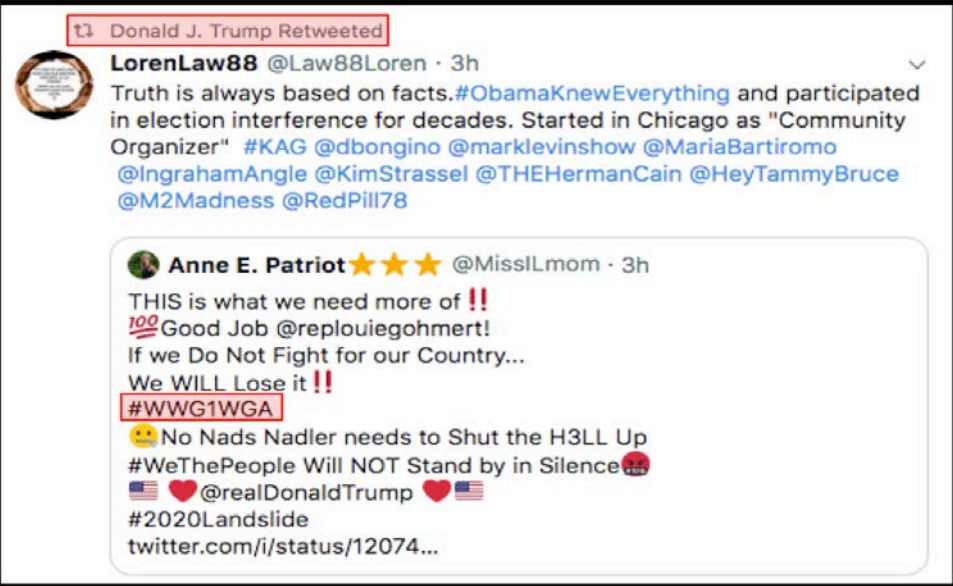 Donald J. Trump Retweeted
LorenLaw88 @Law88Loren · 3h
Truth is always based on facts.#ObamaKnewEverything and participated
in election interference for decades. Started in Chicago as "Community
Organizer" #KAG @dbongino @marklevinshow @MariaBartiromo
@IngrahamAngle @KimStrassel @THEHermanCain @HeyTammyBruce
@M2Madness @RedPill78
Anne E. Patriot⭐⭐⭐ @MissILmom · 3h
THIS is what we need more of ‼️
💯Good Job @replouiegohmert!
If we Do Not Fight for our Country...
We WILL Lose it ‼️
#WWG1WGA
🤐No Nads Nadler needs to Shut the H3LL Up
#WeThePeople Will NOT Stand by in Silence🤬
🇺🇸 ❤️@realDonaldTrump ❤️🇺🇸
#2020Landslide
twitter.com/i/status/12074...